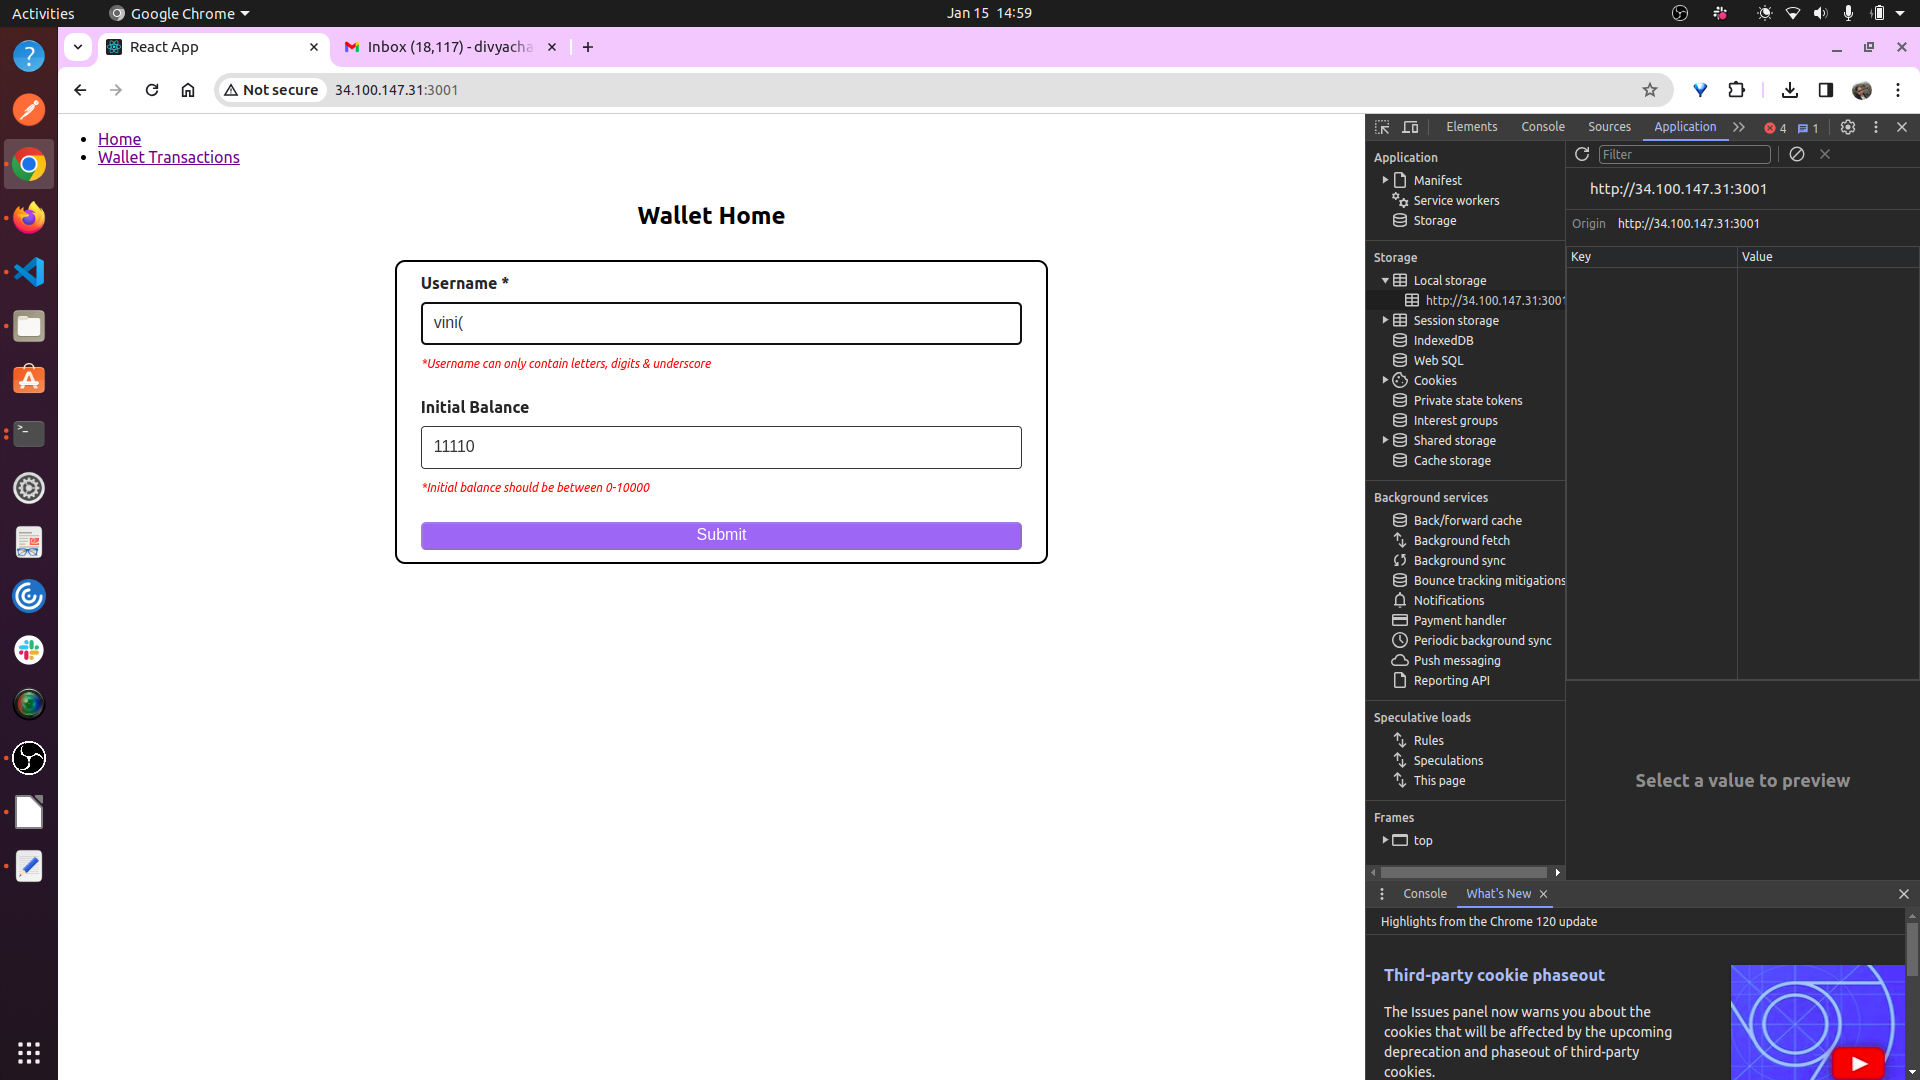 Activities
Google Chrome
Jan 15 14:59
React App
Inbox (18,117) - divyacha
Not secure
34.100.147.31:3001
Home
Wallet Transactions
Wallet Home
Username *
vini(
*Username can only contain letters, digits & underscore
Initial Balance
11110
*Initial balance should be between 0-10000
Submit
Elements
Console
Sources
Application
4
1
Application
Manifest
Service workers
Storage
Storage
Local storage
http://34.100.147.31:3001
Session storage
IndexedDB
Web SQL
Cookies
Private state tokens
Interest groups
Shared storage
Cache storage
Background services
Back/forward cache
Background fetch
Background sync
Bounce tracking mitigations
Notifications
Payment handler
Periodic background sync
Push messaging
Reporting API
Speculative loads
Rules
Speculations
This page
Frames
top
Filter
http://34.100.147.31:3001
Origin http://34.100.147.31:3001
Key
Value
Select a value to preview
Console
What's New
Highlights from the Chrome 120 update
Third-party cookie phaseout
The Issues panel now warns you about the
cookies that will be affected by the upcoming
deprecation and phaseout of third-party
cookies.